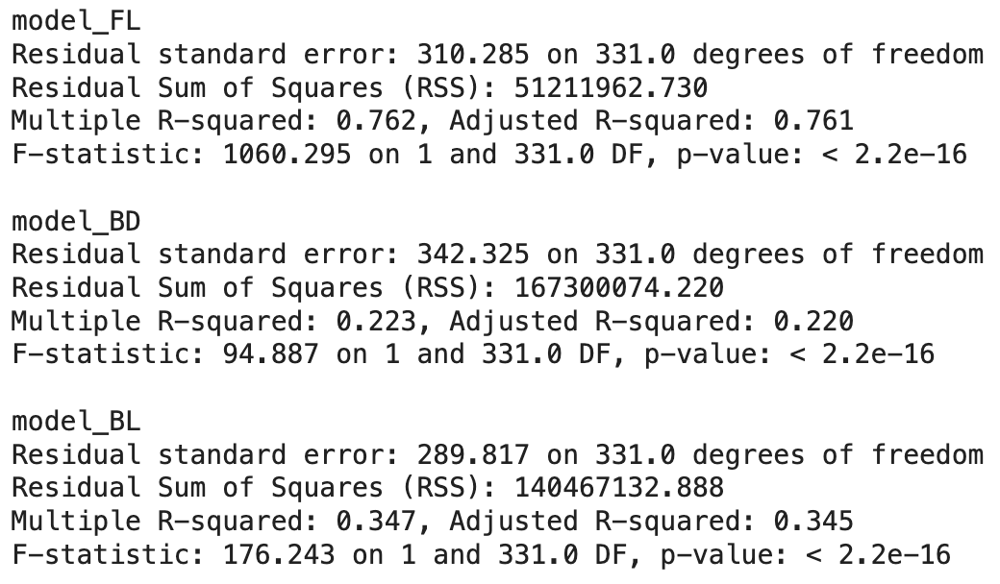 model_FL
Residual standard error: 310.285 on 331.0 degrees of freedom
Residual Sum of Squares (RSS): 51211962.730
Multiple R-squared: 0.762, Adjusted R-squared: 0.761
F-statistic: 1060.295 on 1 and 331.0 DF, p-value: < 2.2e-16
model_BD
Residual standard error: 342.325 on 331.0 degrees of freedom
Residual Sum of Squares (RSS): 167300074.220
Multiple R-squared: 0.223, Adjusted R-squared: 0.220
F-statistic: 94.887 on 1 and 331.0 DF, p-value: < 2.2e-16
model_BL
Residual standard error: 289.817 on 331.0 degrees of freedom
Residual Sum of Squares (RSS): 140467132.888
Multiple R-squared: 0.347, Adjusted R-squared: 0.345
F-statistic: 176.243 on 1 and 331.0 DF, p-value: < 2.2e-16